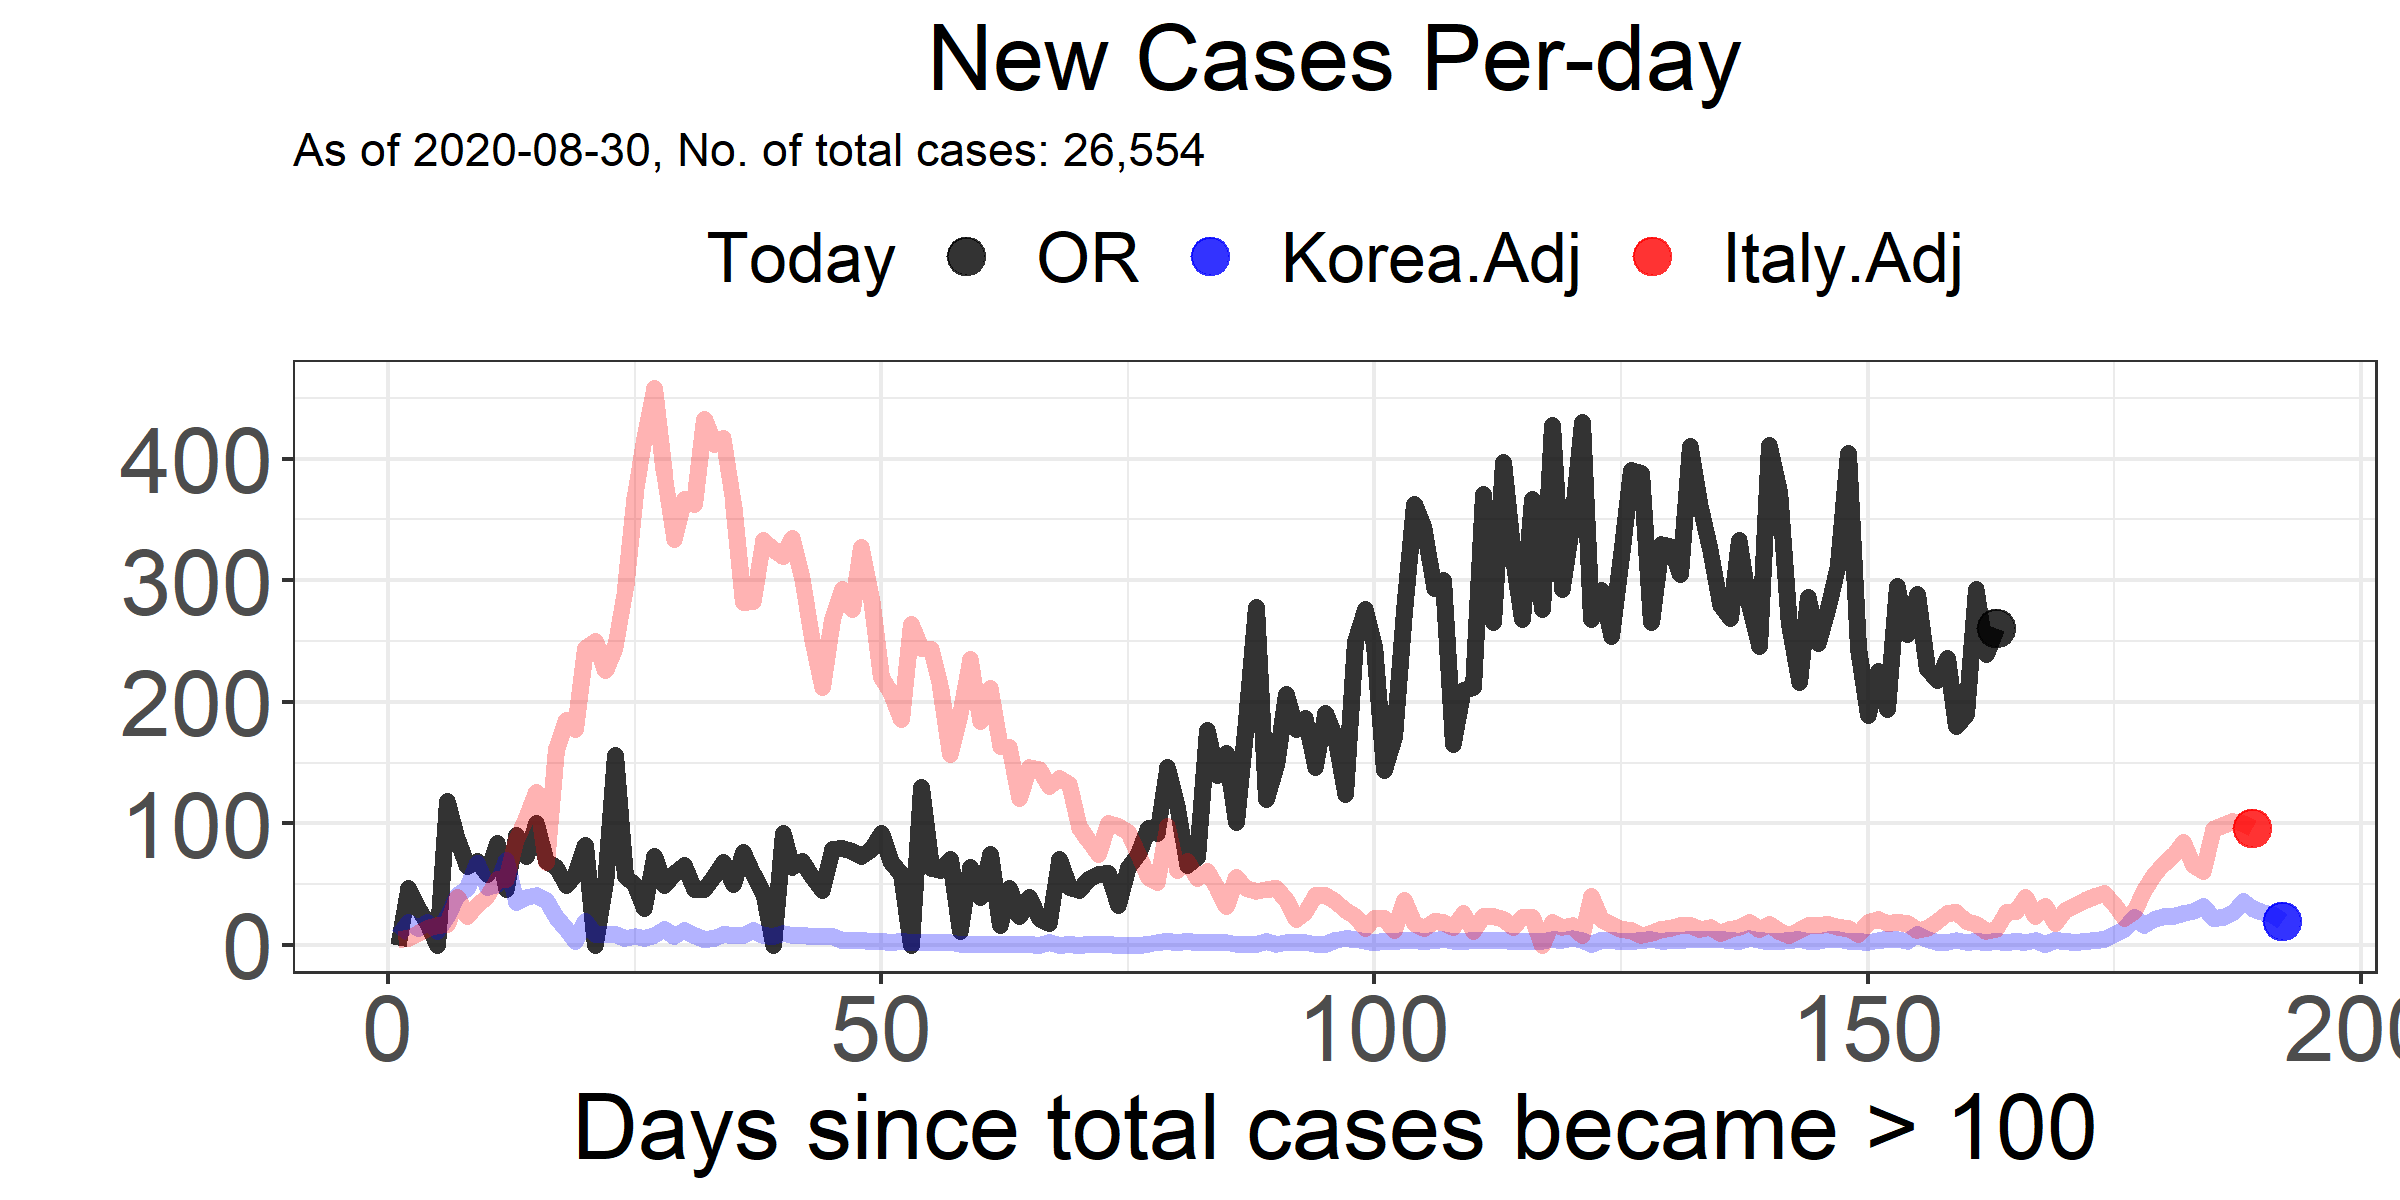 New Cases Per-day
As of 2020-08-30, No. of total cases: 26,554
Today OR Korea.Adj Italy.Adj
400
300
200
100
0
0 50 100 150 200
Days since total cases became > 100